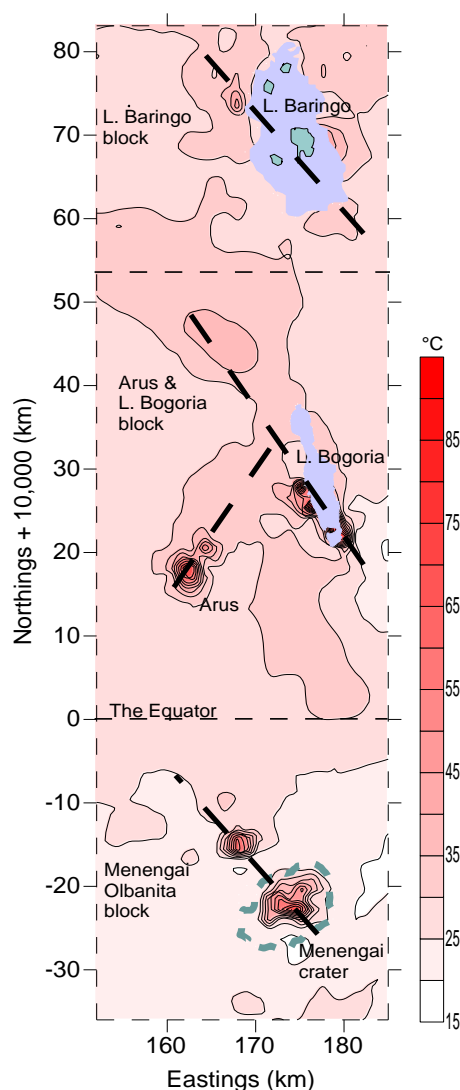 80
70
60
50
40
30
20
10
0
-10
-20
-30
Northings + 10,000 (km)
L. Baringo
L. Baringo
block
Arus &
L. Bogoria
block
L. Bogoria
Arus
The Equator
Menengai
Olbanita
block
Menengai
crater
160
170
180
Eastings (km)
°C
85
75
65
55
45
35
25
15